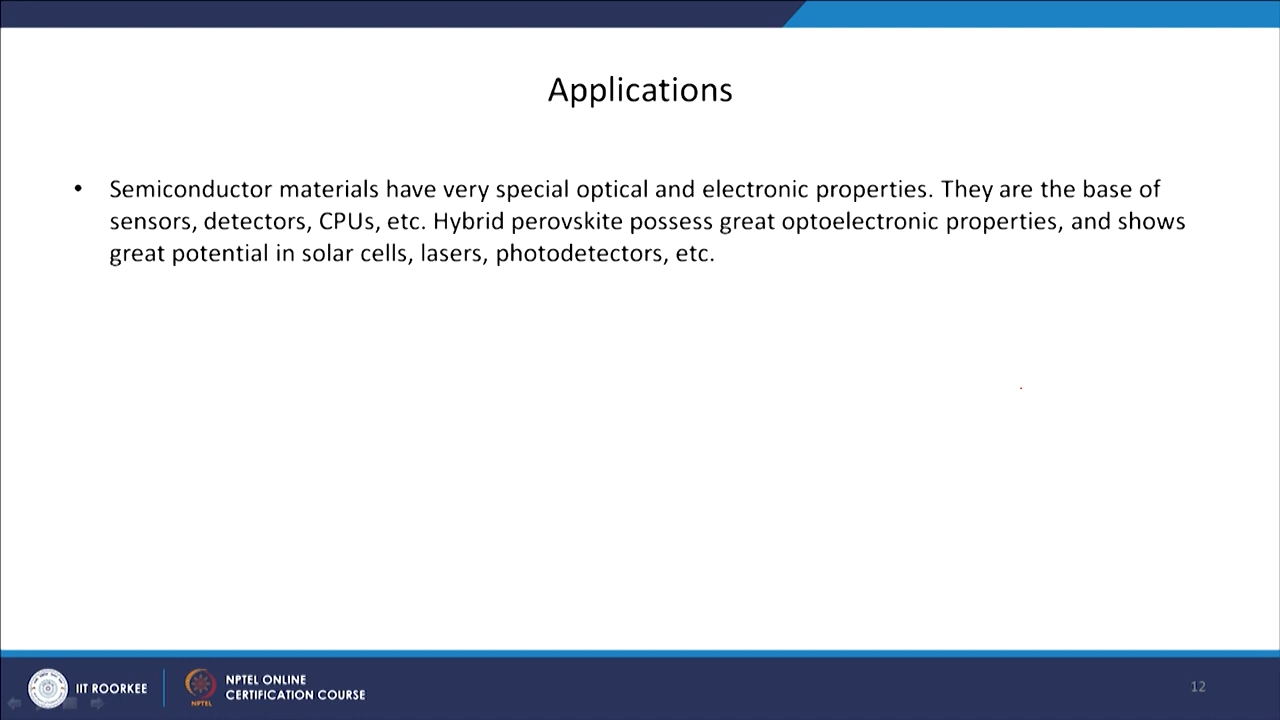 Applications
• Semiconductor materials have very special optical and electronic properties. They are the base of
sensors, detectors, CPUs, etc. Hybrid perovskite possess great optoelectronic properties, and shows
great potential in solar cells, lasers, photodetectors, etc.
IIT ROORKEE
NPTEL
NPTEL ONLINE
CERTIFICATION COURSE
12